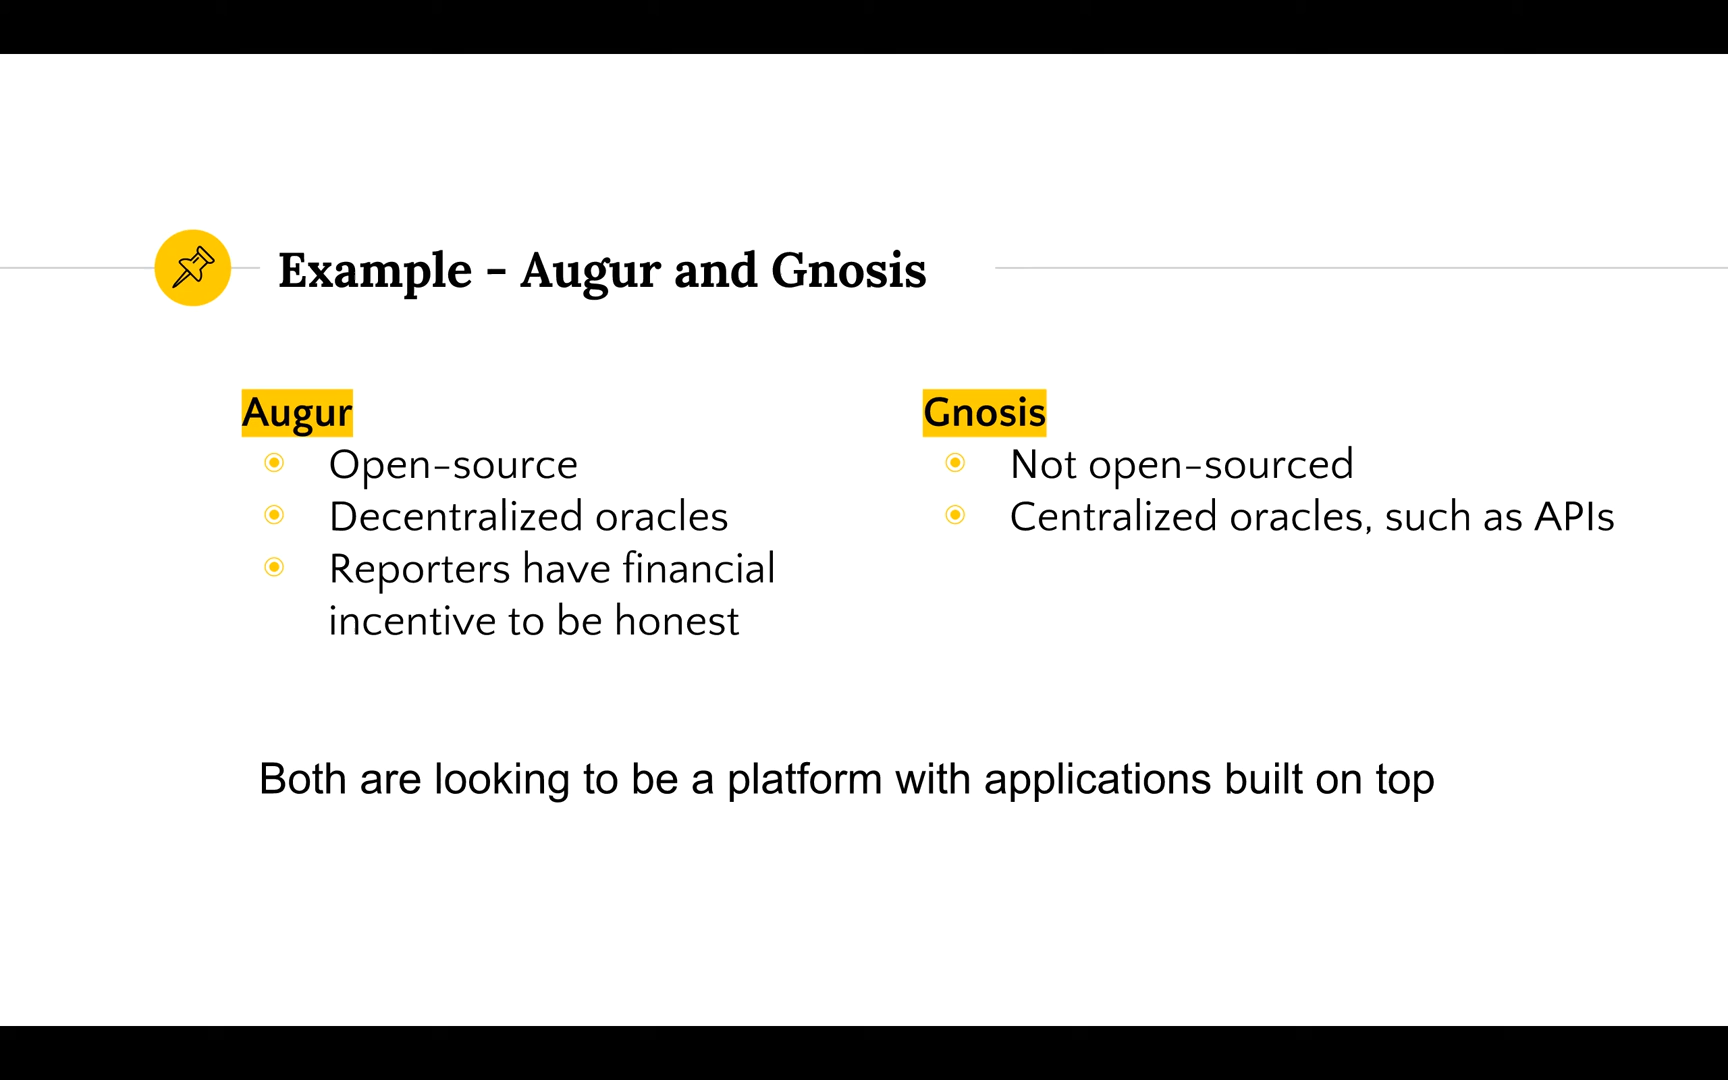 Example - Augur and Gnosis
Augur
Open-source
Decentralized oracles
Reporters have financial
incentive to be honest
Gnosis
Not open-sourced
Centralized oracles, such as APIs
Both are looking to be a platform with applications built on top